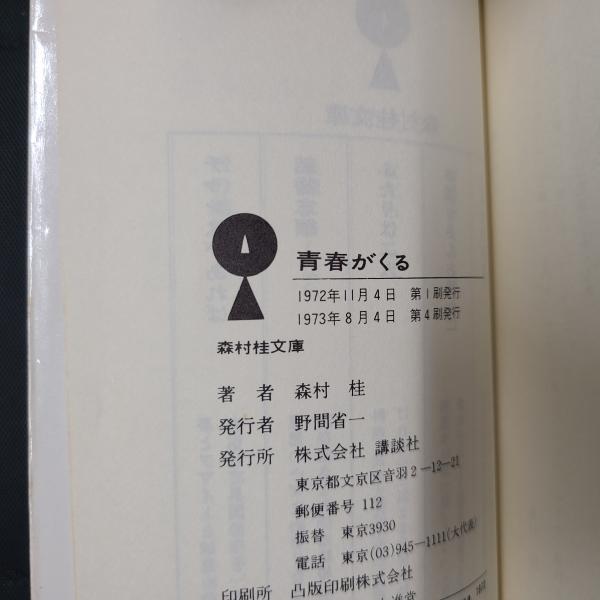 青春がくる
1972年11月4日 第1刷発行
1973年8月4日 第4刷発行
森村桂文庫
著者 森村 桂
発行者 野間省一
発行所 株式会社 講談社
東京都文京区音羽2―12―21
郵便番号 112
振替 東京3930
電話 東京(03)945―1111(大代表)
印刷所 凸版印刷株式会社